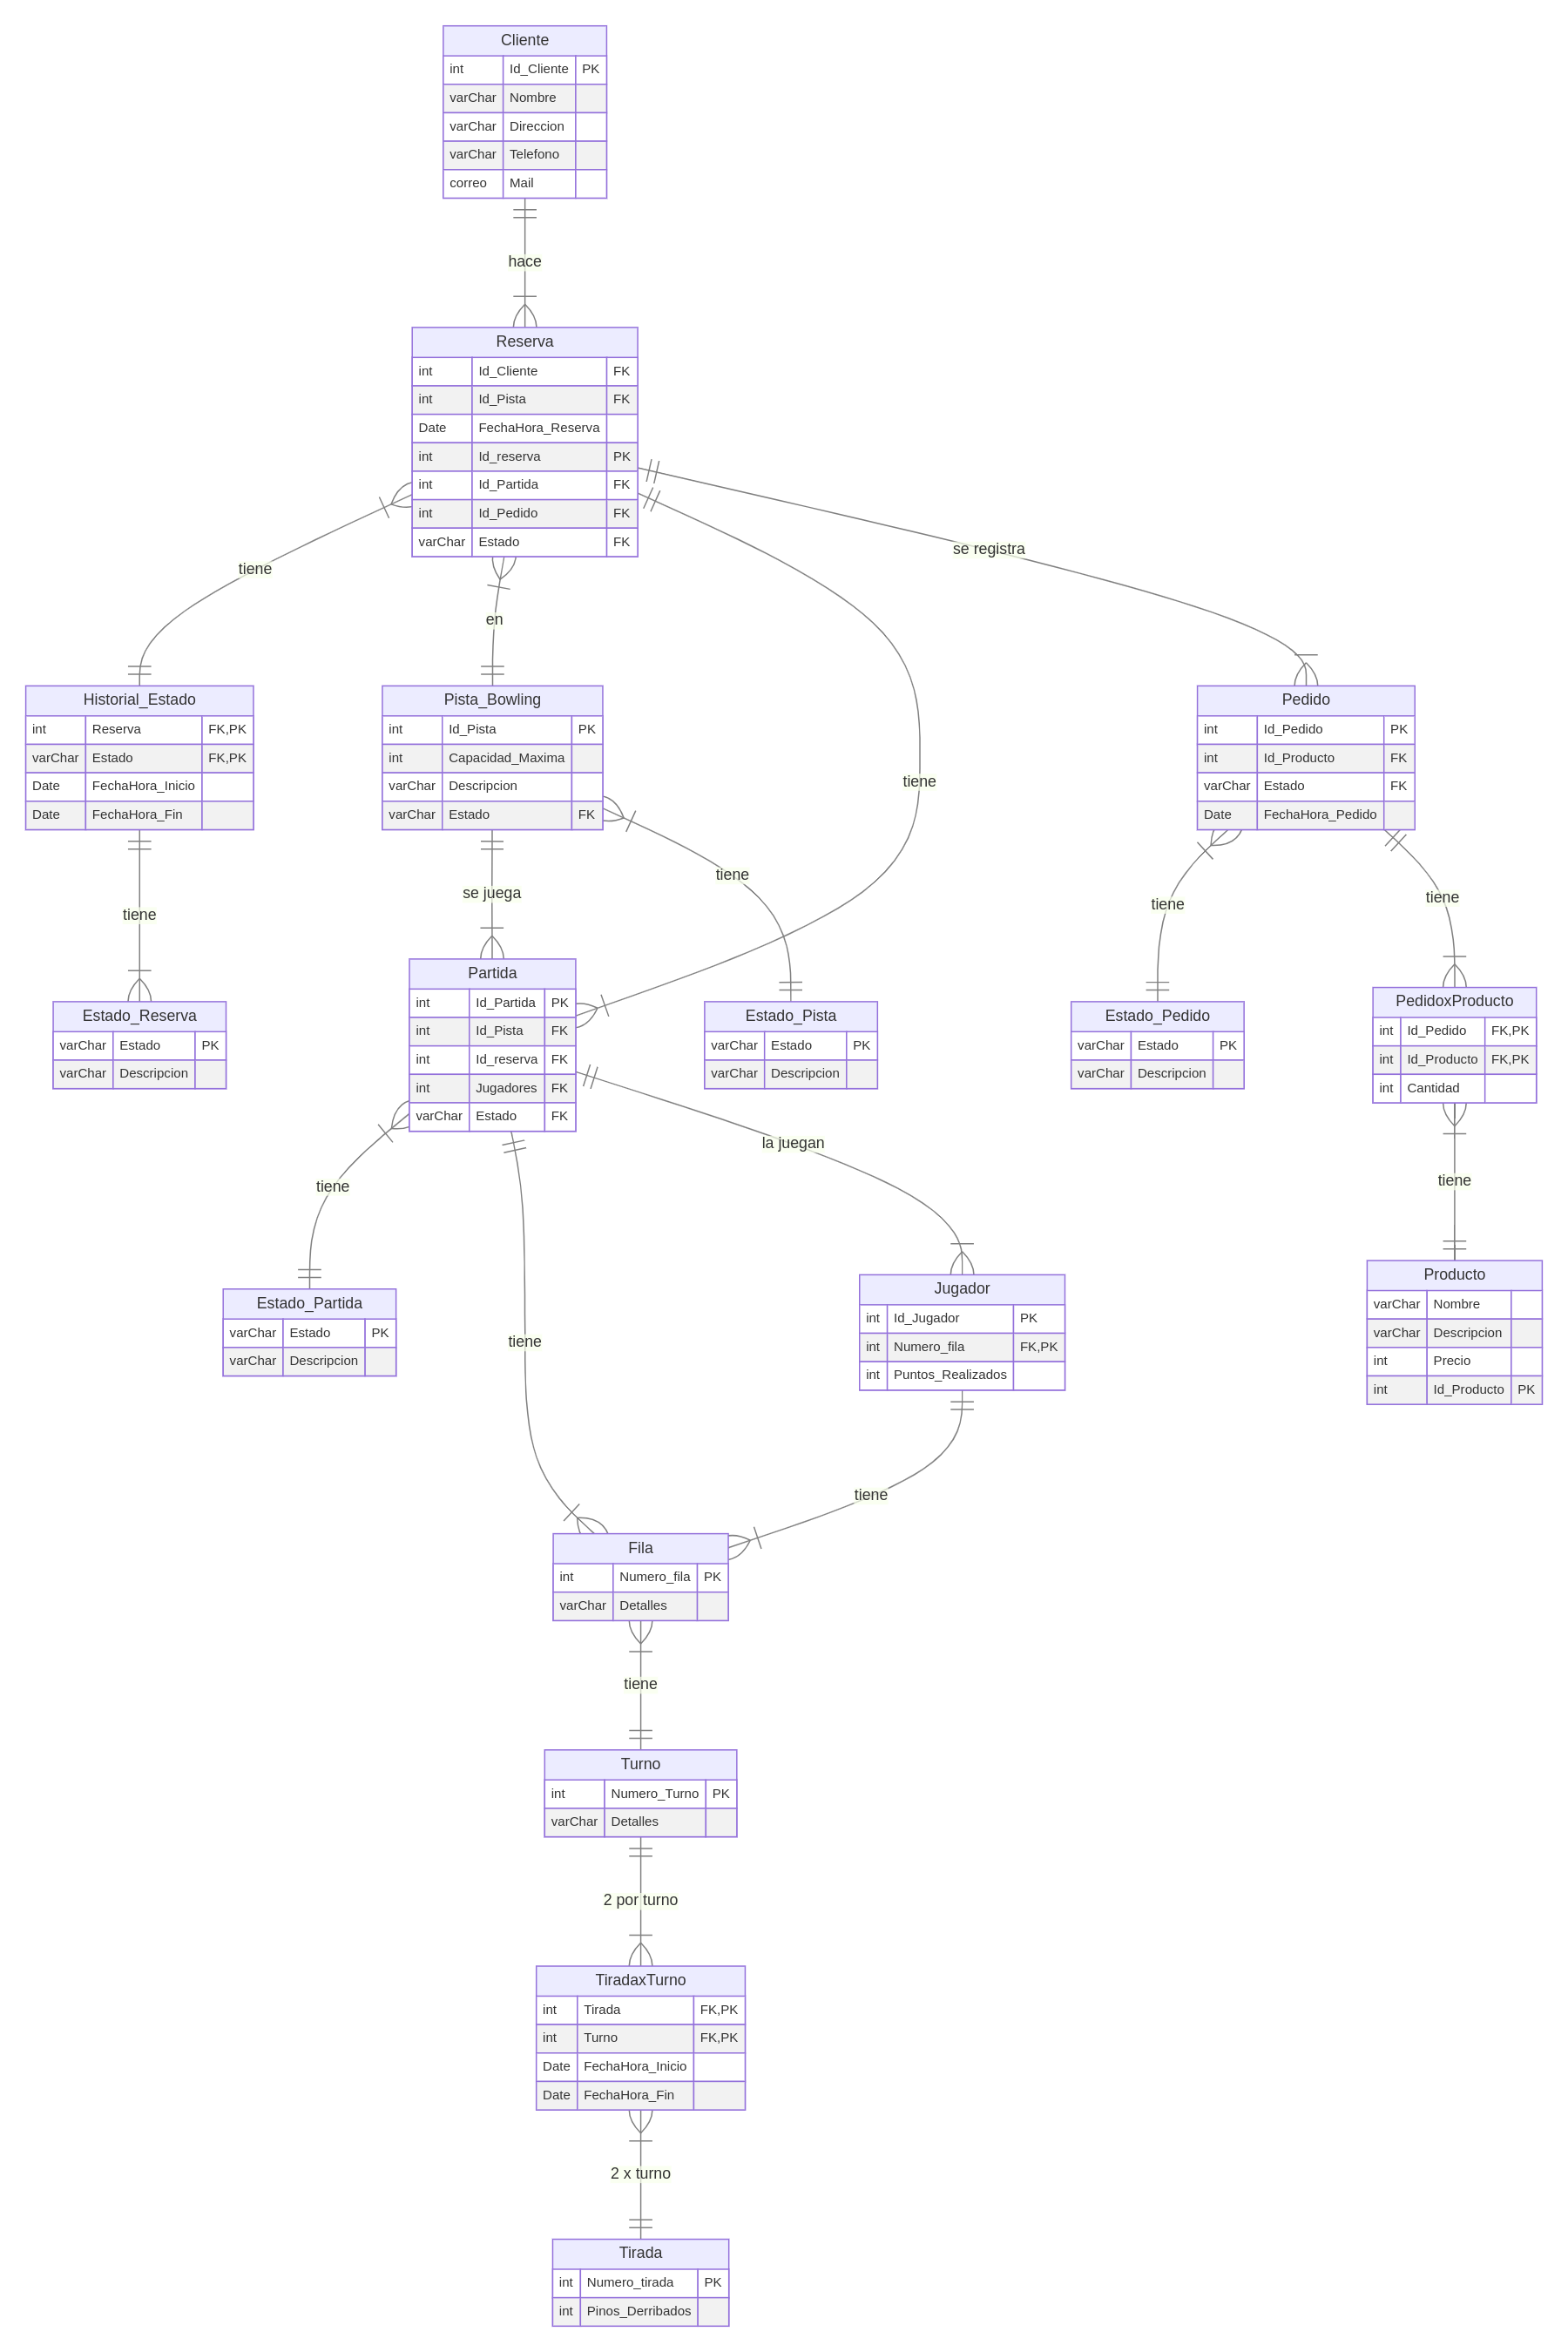 Cliente
int Id_Cliente PK
varChar Nombre
varChar Direccion
varChar Telefono
correo Mail
hace
Reserva
int Id_Cliente FK
int Id_Pista FK
Date FechaHora_Reserva
int Id_reserva PK
int Id_Partida FK
int Id_Pedido FK
varChar Estado FK
se registra
tiene
en
Historial_Estado
int Reserva FK,PK
varChar Estado FK,PK
Date FechaHora_Inicio
Date FechaHora_Fin
Pista_Bowling
int Id_Pista PK
int Capacidad_Maxima
varChar Descripcion
varChar Estado FK
tiene
Pedido
int Id_Pedido PK
int Id_Producto FK
varChar Estado FK
Date FechaHora_Pedido
tiene
se juega
tiene
tiene
tiene
Estado_Reserva
varChar Estado PK
varChar Descripcion
Partida
int Id_Partida PK
int Id_Pista FK
int Id_reserva FK
int Jugadores FK
varChar Estado FK
Estado_Pista
varChar Estado PK
varChar Descripcion
Estado_Pedido
varChar Estado PK
varChar Descripcion
PedidoxProducto
int Id_Pedido FK,PK
int Id_Producto FK,PK
int Cantidad
la juegan
tiene
tiene
Estado_Partida
varChar Estado PK
varChar Descripcion
tiene
Jugador
int Id_Jugador PK
int Numero_fila FK,PK
int Puntos_Realizados
Producto
varChar Nombre
varChar Descripcion
int Precio
int Id_Producto PK
tiene
Fila
int Numero_fila PK
varChar Detalles
tiene
Turno
int Numero_Turno PK
varChar Detalles
2 por turno
TiradaxTurno
int Tirada FK,PK
int Turno FK,PK
Date FechaHora_Inicio
Date FechaHora_Fin
2 x turno
Tirada
int Numero_tirada PK
int Pinos_Derribados